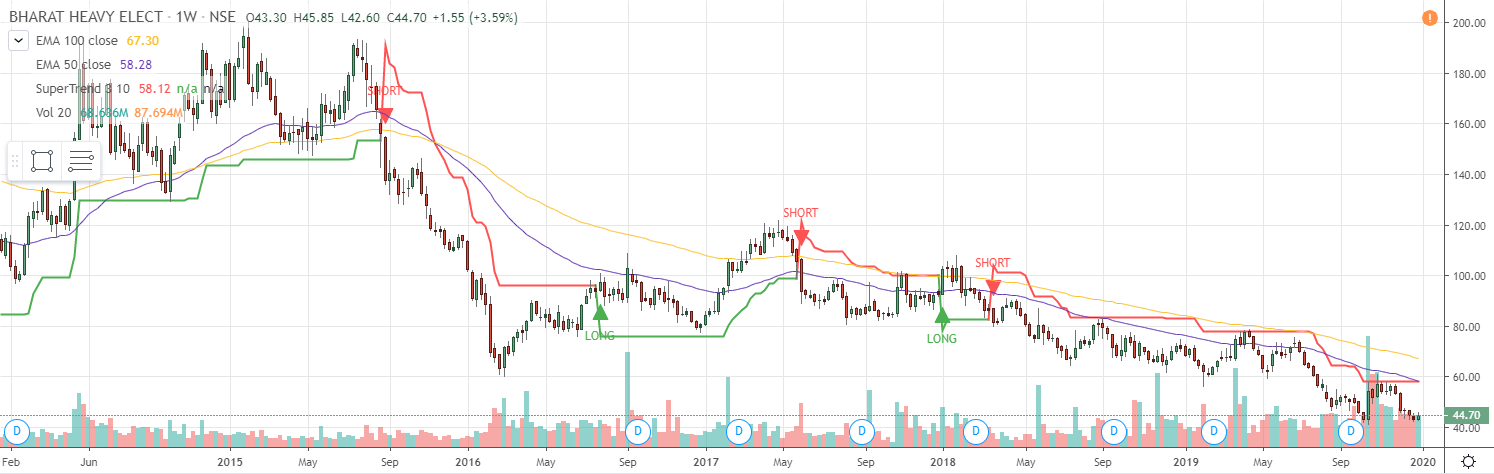 BHARAT HEAVY ELECT · 1W · NSE O43.30 H45.85 L42.60 C44.70 +1.55 (+3.59%)
EMA 100 close 67.30
EMA 50 close 58.28
SuperTrend 3 10 58.12 n/a n/a
Vol 20 68.686M 87.694M
SHORT
LONG
SHORT
LONG
SHORT
200.00
180.00
160.00
140.00
120.00
100.00
80.00
60.00
44.70
40.00
D D D D D D D D
Feb Jun 2015 May Sep 2016 May Sep 2017 May Sep 2018 May Sep 2019 May Sep 2020